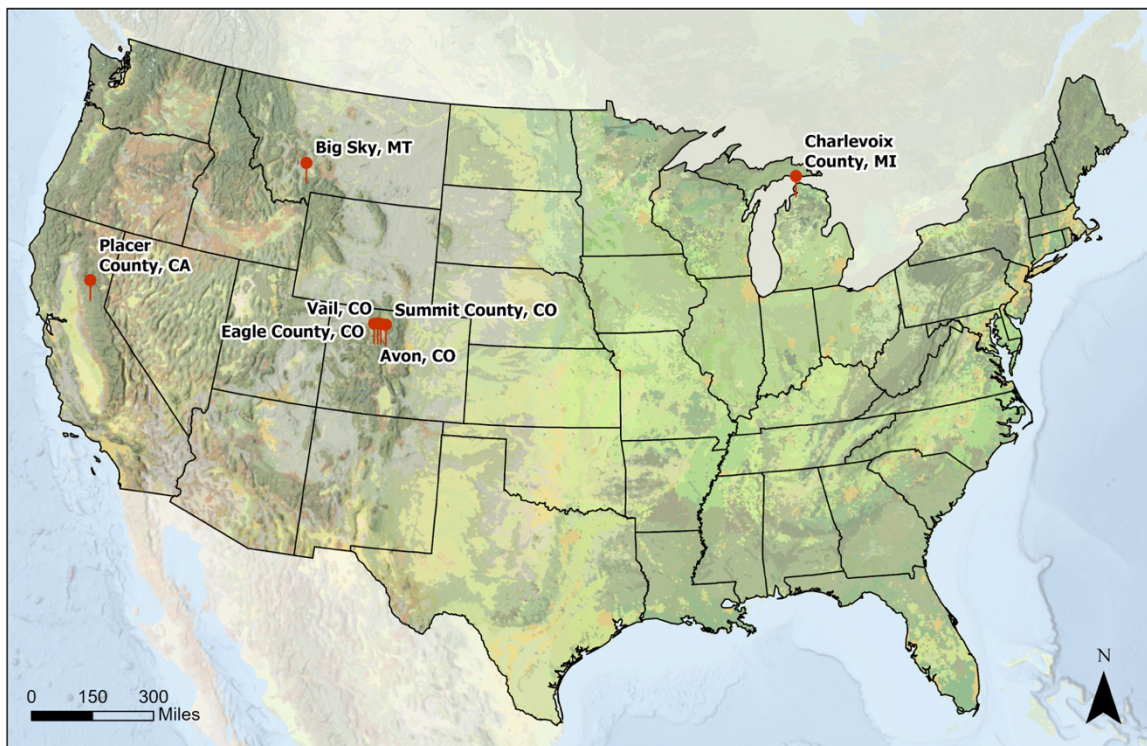 Big Sky, MT
Charlevoix
County, MI
Placer
County, CA
Vail, CO
Summit County, CO
Eagle County, CO
Avon, CO
N
0 150 300
Miles